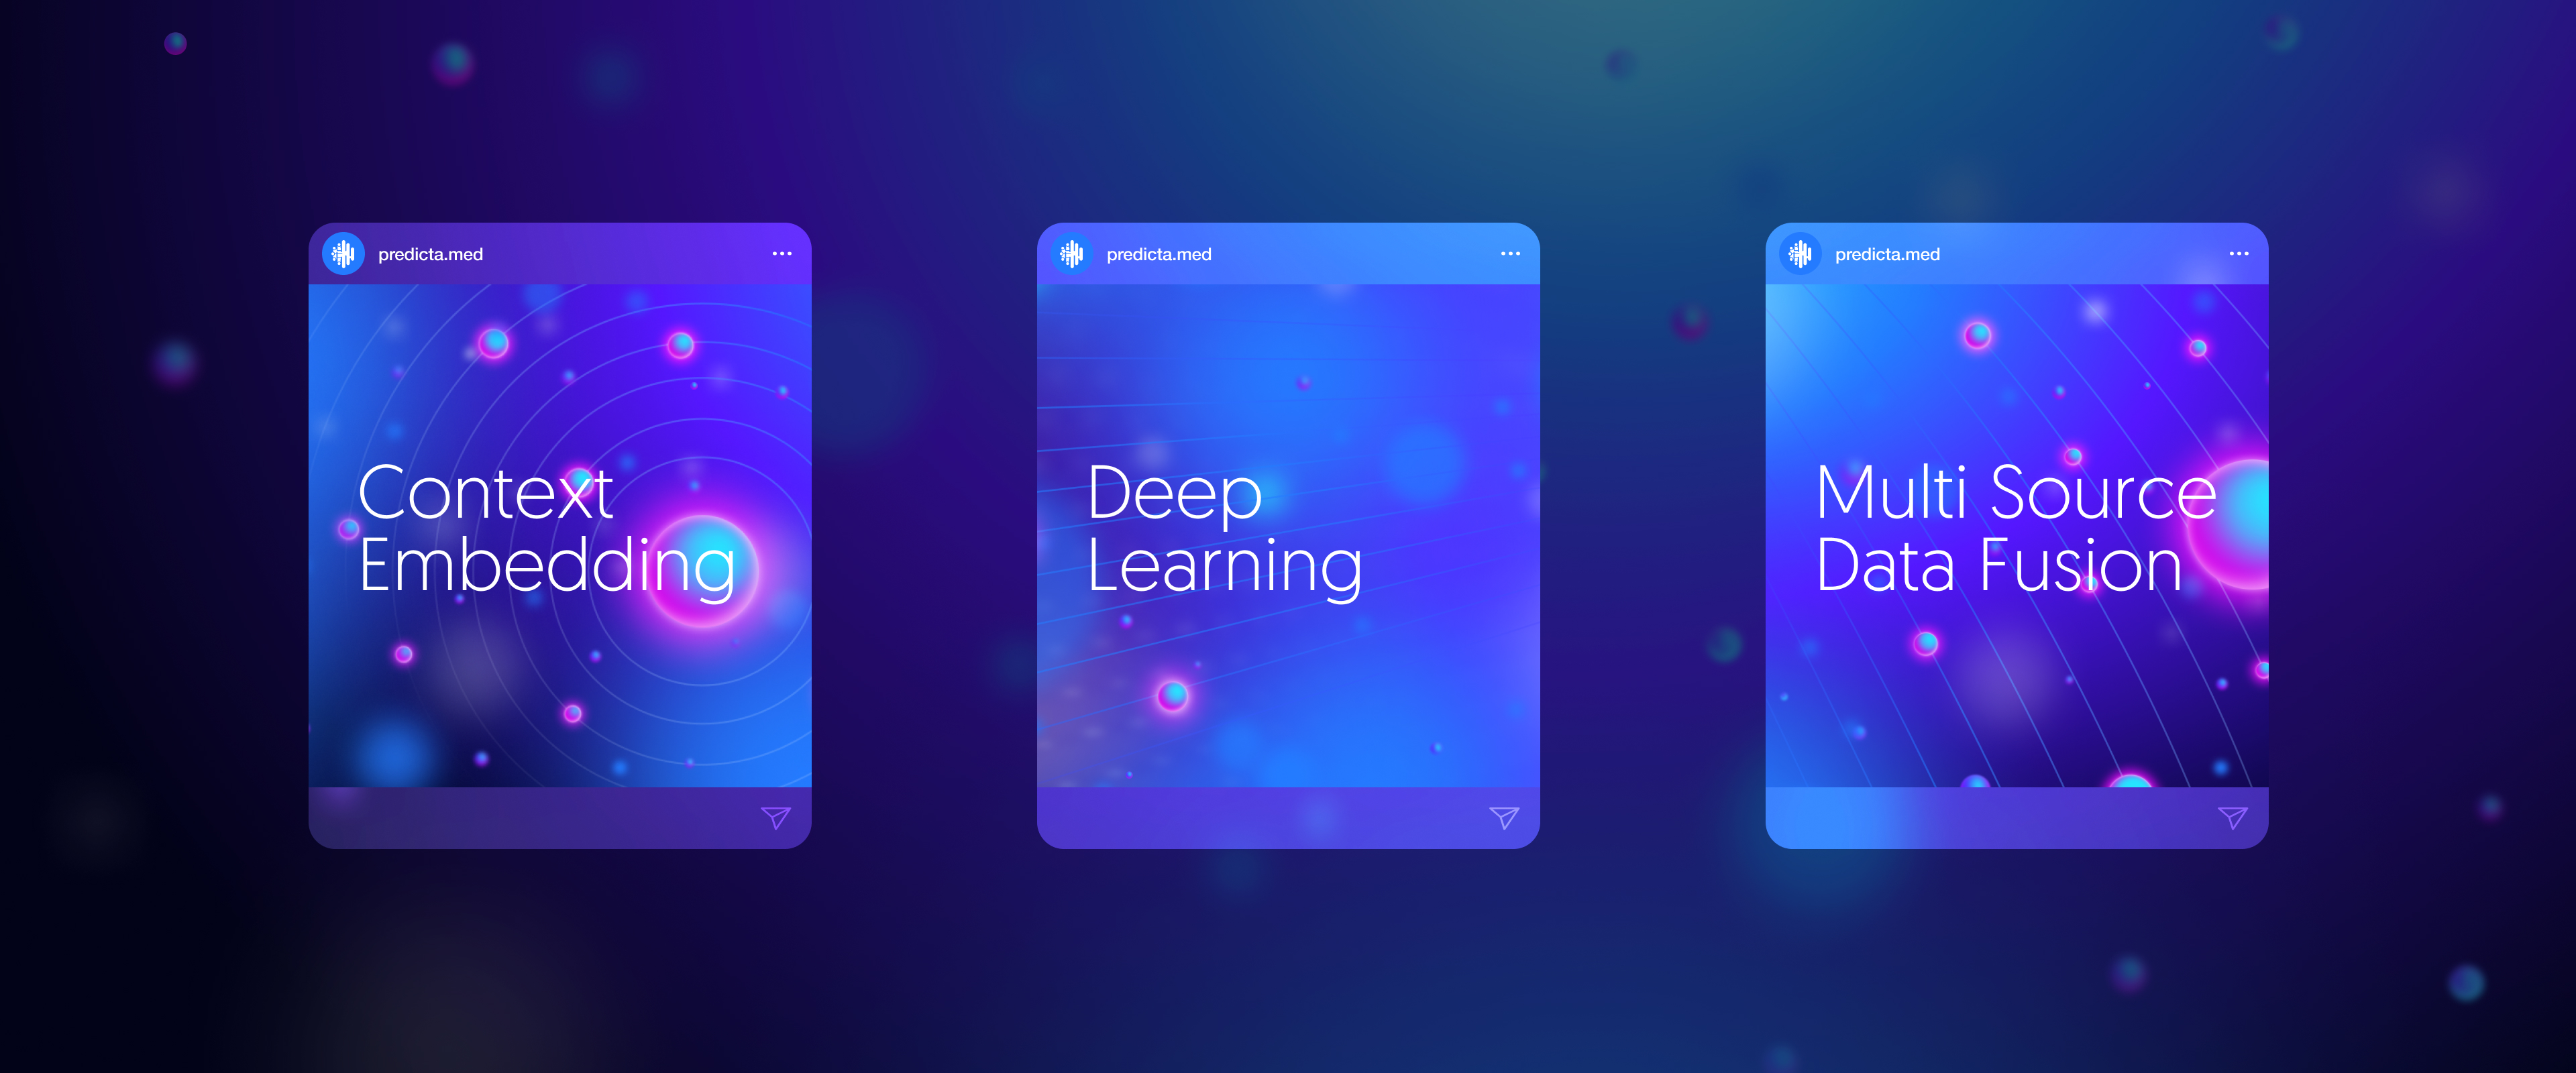 predicta.med
Context
Embedding
predicta.med
Deep
Learning
predicta.med
Multi Source
Data Fusion